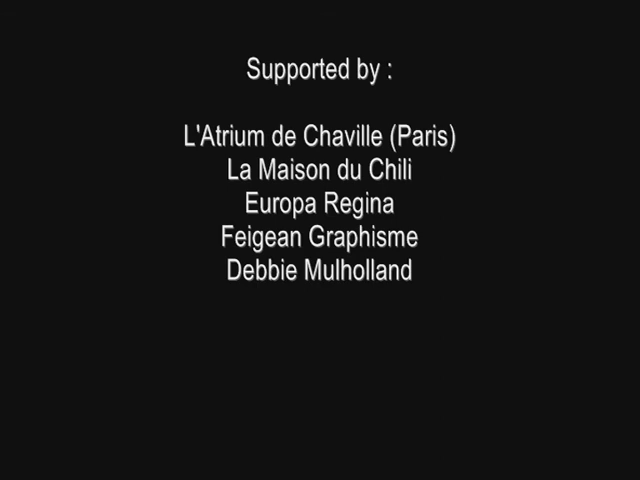 Supported by :
L'Atrium de Chaville (Paris)
La Maison du Chili
Europa Regina
Feigean Graphisme
Debbie Mulholland